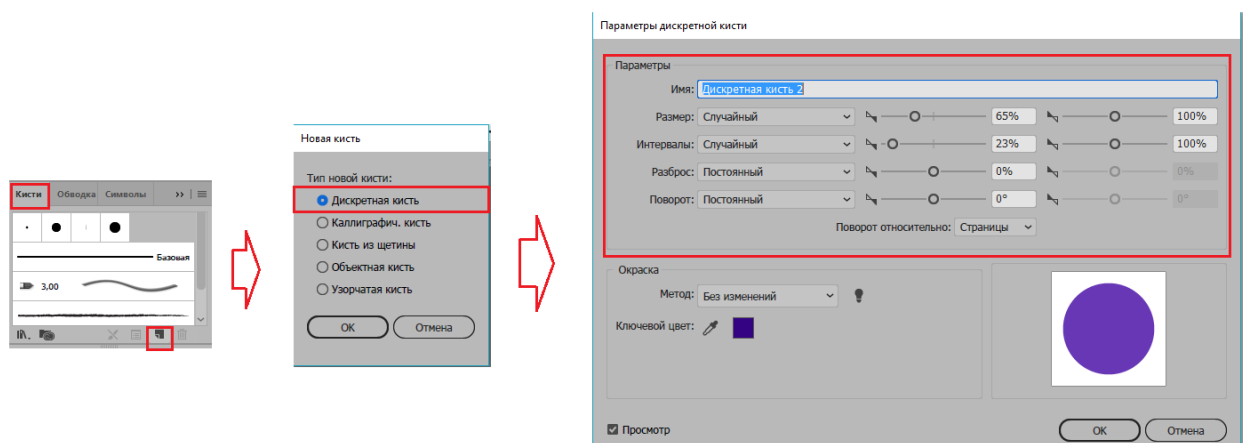 Кисти Обводка Символы
Базовая
3,00
Новая кисть
Тип новой кисти:
Дискретная кисть
Каллиграфич. кисть
Кисть из щетины
Объектная кисть
Узорчатая кисть
OK Отмена
Параметры дискретной кисти
Параметры
Имя: Дискретная кисть 2
Размер: Случайный 65% 100%
Интервалы: Случайный 23% 100%
Разброс: Постоянный 0% 0%
Поворот: Постоянный 0° 0°
Поворот относительно: Страницы
Окраска
Метод: Без изменений
Ключевой цвет:
Просмотр
OK Отмена